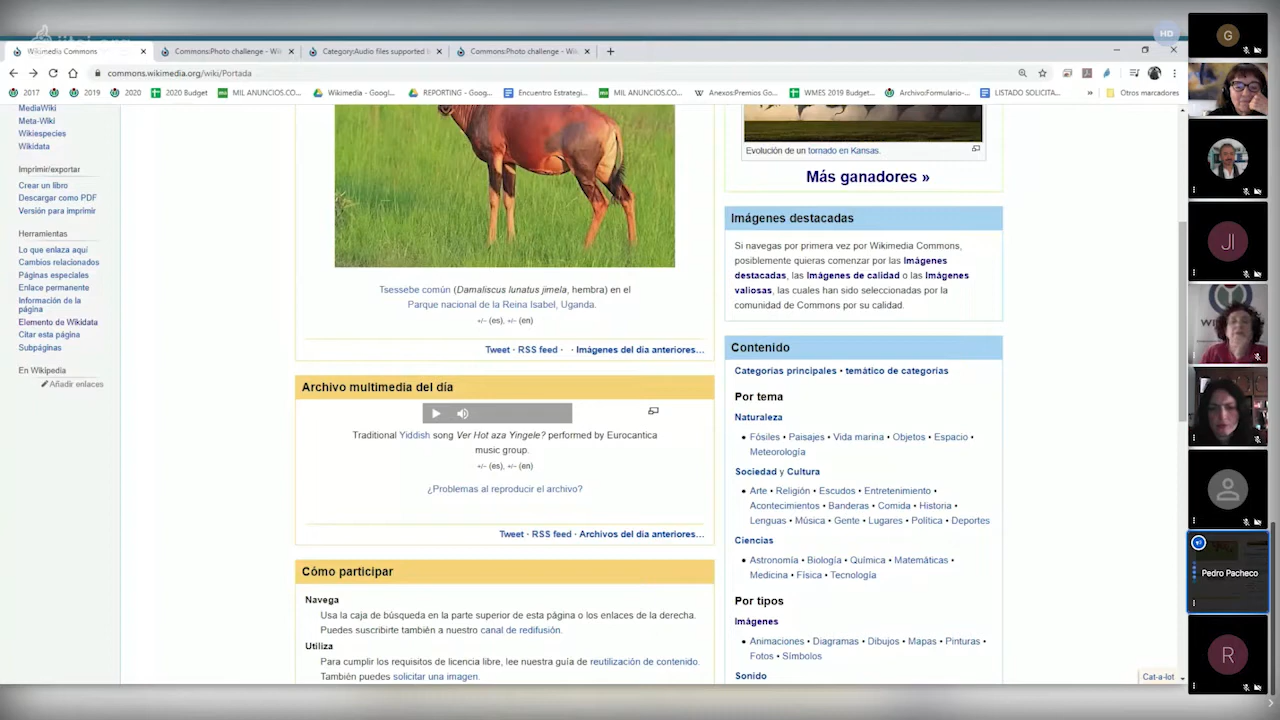 jitsi.org
HD
Wikimedia Commons
Commons:Photo challenge - Wi
Category:Audio files supported b
Commons:Photo challenge - Wi
commons.wikimedia.org/wiki/Portada
2017
2019
2020
2020 Budget
MIL ANUNCIOS.CO...
Wikimedia - Googl...
REPORTING - Goog...
Encuentro Estrategi...
MIL ANUNCIOS.CO...
Anexos:Premios Go...
WMES 2019 Budget...
Archivo:Formulario-...
LISTADO SOLICITA...
»
Otros marcadores
MediaWiki
Meta-Wiki
Wikiespecies
Wikidata
Imprimir/exportar
Crear un libro
Descargar como PDF
Versión para imprimir
Herramientas
Lo que enlaza aquí
Cambios relacionados
Páginas especiales
Enlace permanente
Información de la
página
Elemento de Wikidata
Citar esta página
Subpáginas
En Wikipedia
Añadir enlaces
Tsessebe común (Damaliscus lunatus jimela, hembra) en el
Parque nacional de la Reina Isabel, Uganda.
+/− (es), +/− (en)
Tweet · RSS feed · · Imágenes del día anteriores…
Archivo multimedia del día
Traditional Yiddish song Ver Hot aza Yingele? performed by Eurocantica
music group.
+/− (es), +/− (en)
¿Problemas al reproducir el archivo?
Tweet · RSS feed · Archivos del día anteriores…
Cómo participar
Navega
Usa la caja de búsqueda en la parte superior de esta página o los enlaces de la derecha.
Puedes suscribirte también a nuestro canal de redifusión.
Utiliza
Para cumplir los requisitos de licencia libre, lee nuestra guía de reutilización de contenido.
También puedes solicitar una imagen.
Evolución de un tornado en Kansas.
Más ganadores »
Imágenes destacadas
Si navegas por primera vez por Wikimedia Commons,
posiblemente quieras comenzar por las Imágenes
destacadas, las Imágenes de calidad o las Imágenes
valiosas, las cuales han sido seleccionadas por la
comunidad de Commons por su calidad.
Contenido
Categorías principales • temático de categorías
Por tema
Naturaleza
• Fósiles • Paisajes • Vida marina • Objetos • Espacio •
Meteorología
Sociedad y Cultura
• Arte • Religión • Escudos • Entretenimiento •
Acontecimientos • Banderas • Comida • Historia •
Lenguas • Música • Gente • Lugares • Política • Deportes
Ciencias
• Astronomía • Biología • Química • Matemáticas •
Medicina • Física • Tecnología
Por tipos
Imágenes
• Animaciones • Diagramas • Dibujos • Mapas • Pinturas •
Fotos • Símbolos
Sonido
Cat-a-lot
G
JI
Pedro Pacheco
R